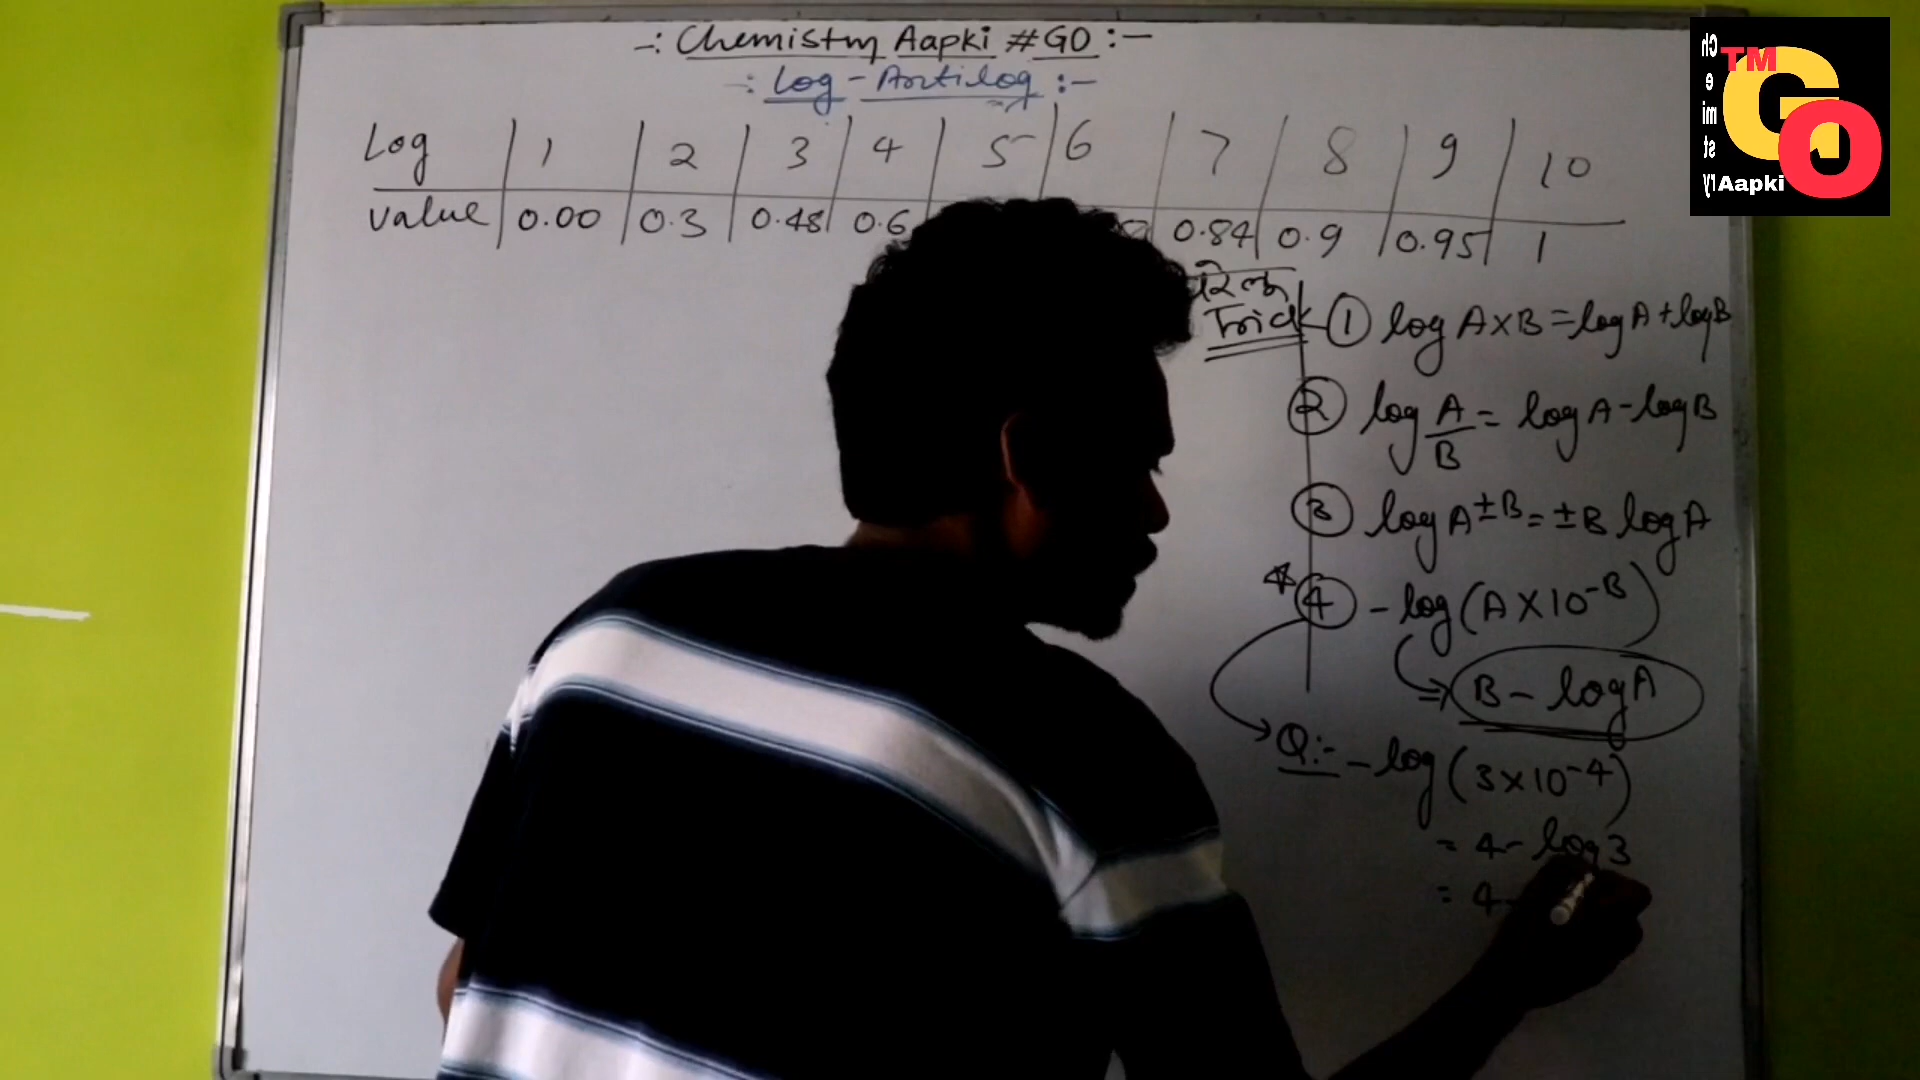 -: Chemistry Aapki #GO :-
-: Log - Antilog :-
Log | 1 | 2 | 3 | 4 | 5 | 6 | 7 | 8 | 9 | 10
value | 0.00 | 0.3 | 0.48 | 0.6 | 0.84 | 0.9 | 0.95 | 1
Trick
① log A×B = log A + log B
② log A/B = log A - log B
③ log A^±B = ±B log A
④ - log (A × 10^-B)
⇒ B - log A
Q:- - log (3×10^-4)
= 4 - log 3
= 4 -
Chemistry
TM
GO
Aapki